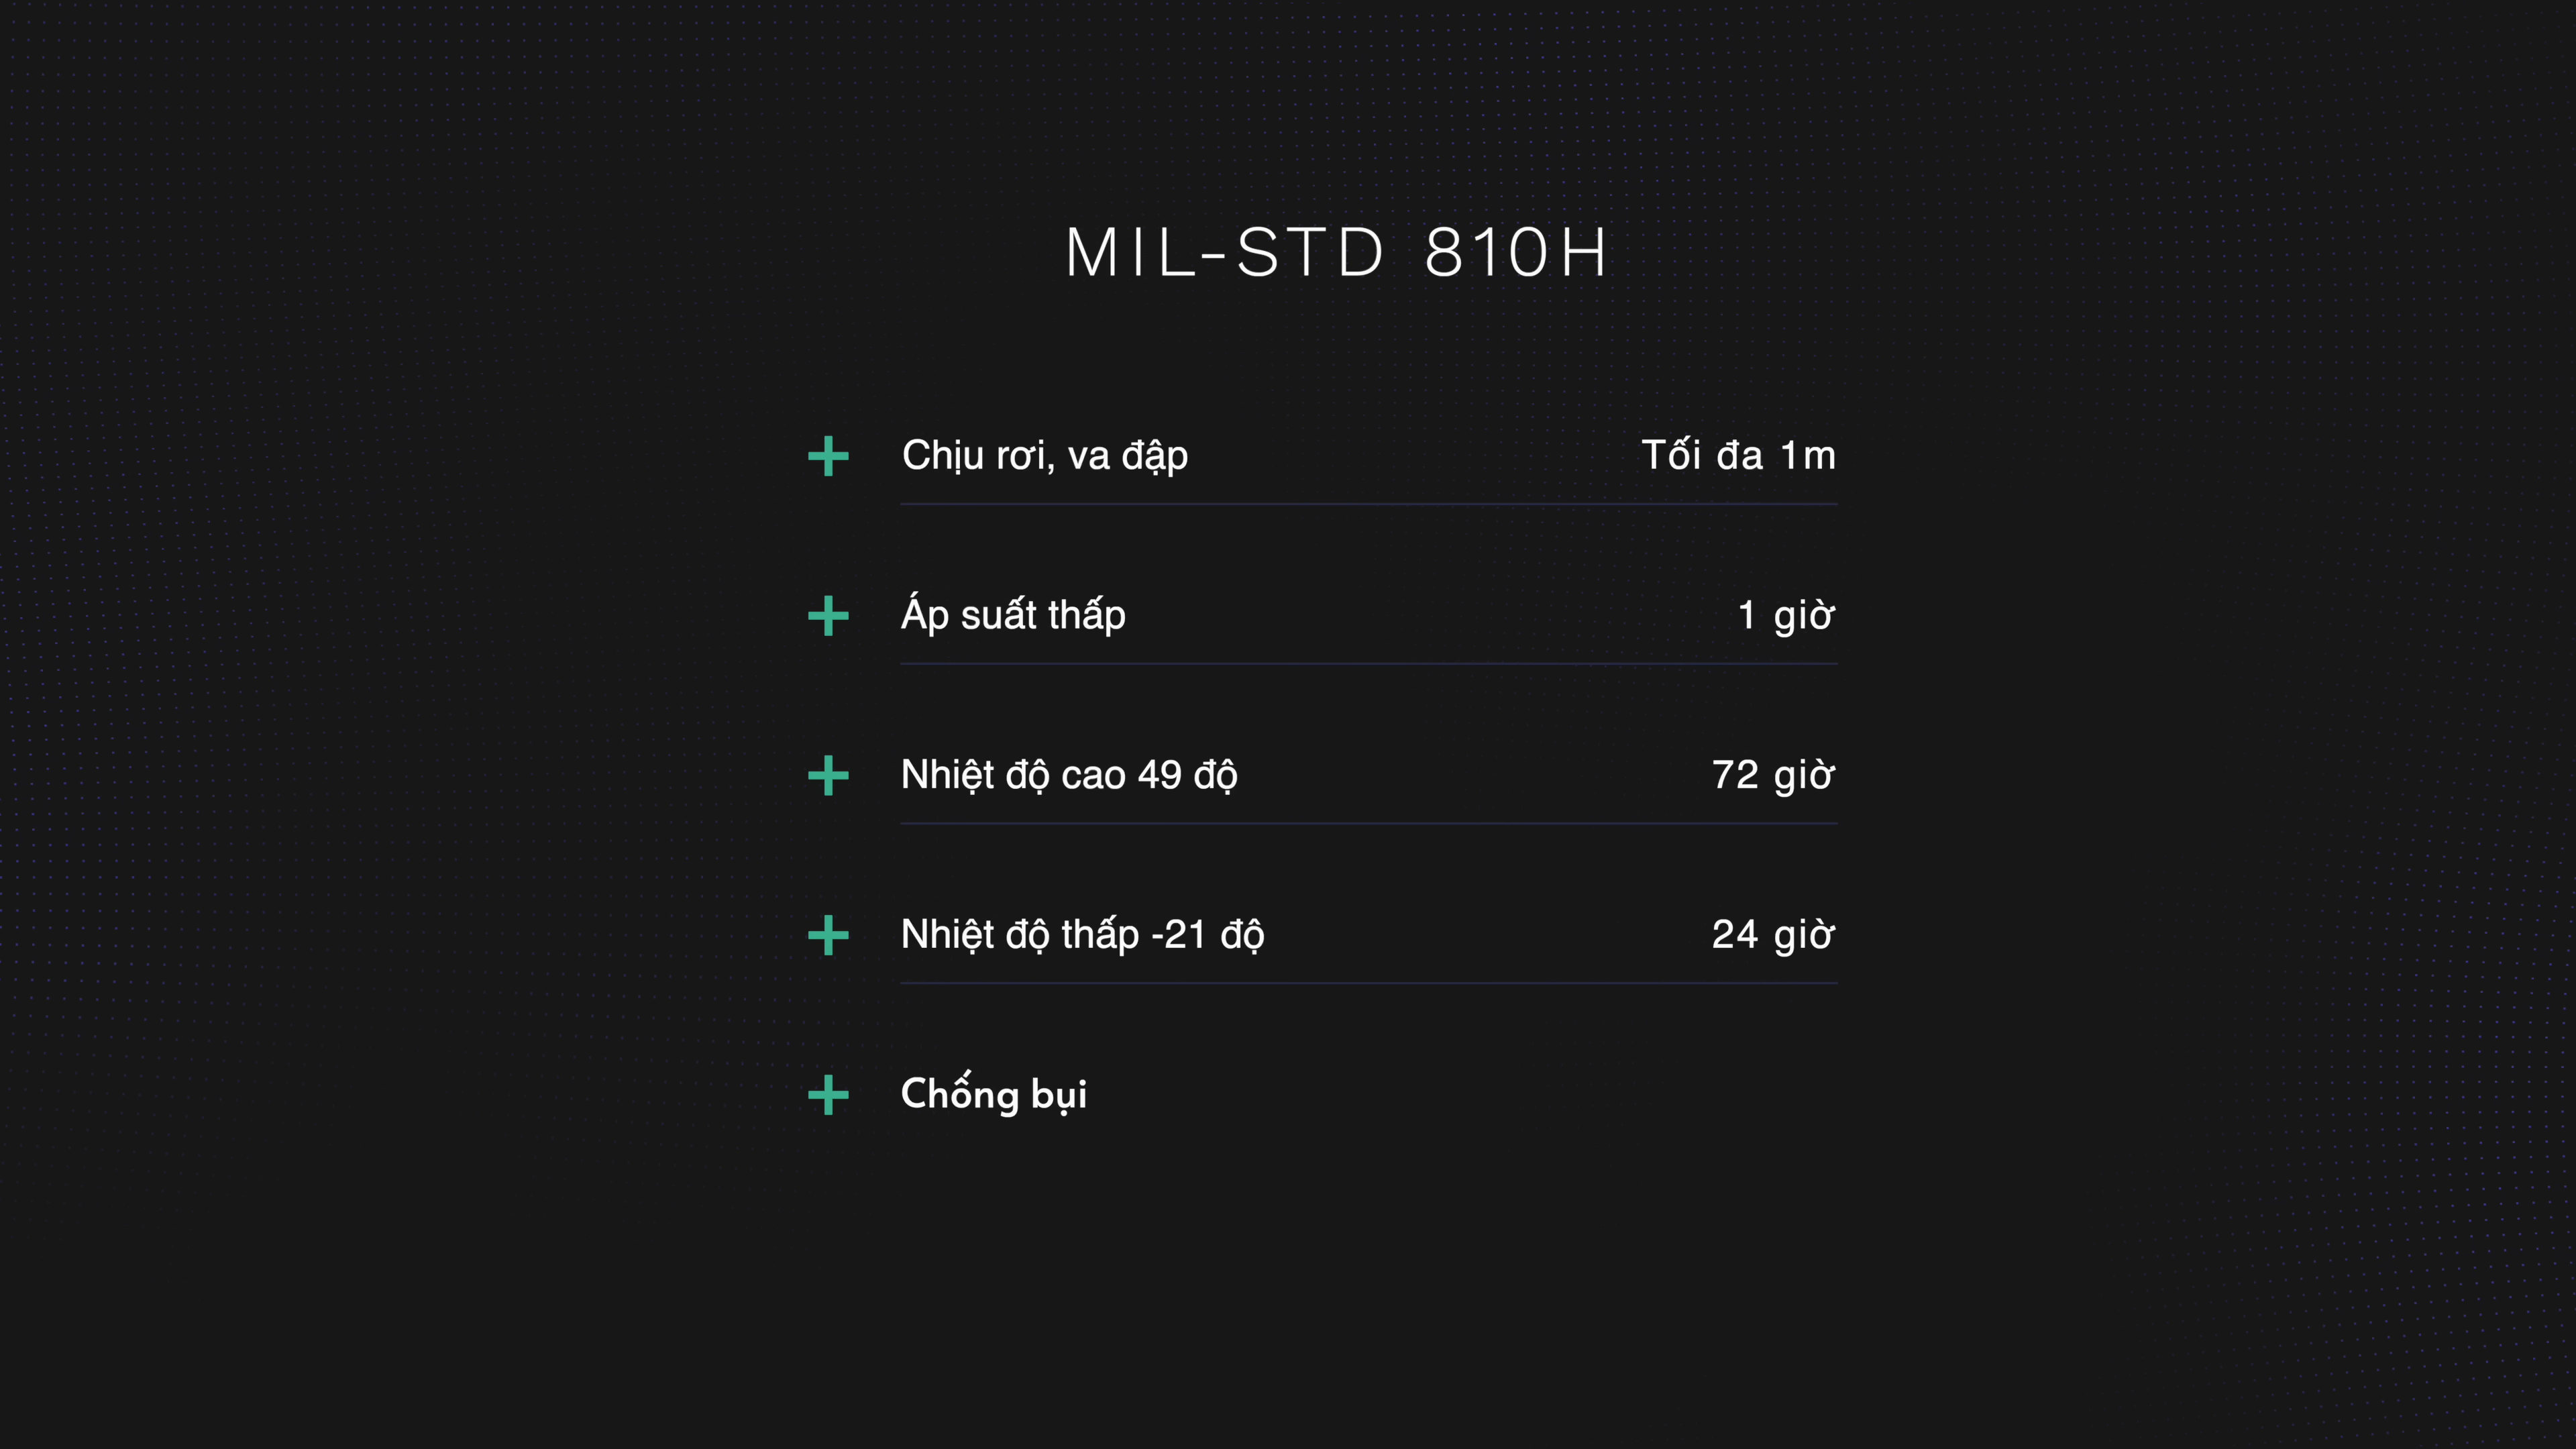 MIL-STD 810H
Chịu rơi, va đập Tối đa 1m
Áp suất thấp 1 giờ
Nhiệt độ cao 49 độ 72 giờ
Nhiệt độ thấp -21 độ 24 giờ
Chống bụi